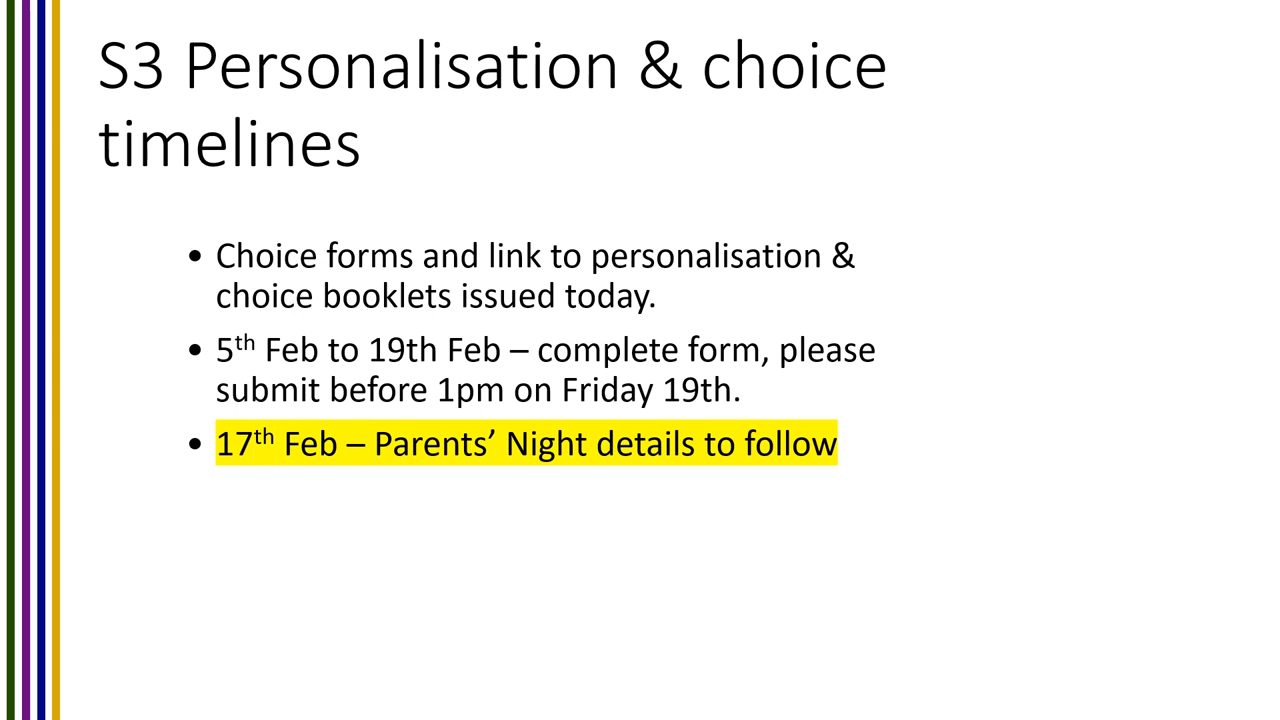 S3 Personalisation & choice
timelines
• Choice forms and link to personalisation &
choice booklets issued today.
• 5th Feb to 19th Feb – complete form, please
submit before 1pm on Friday 19th.
• 17th Feb – Parents’ Night details to follow